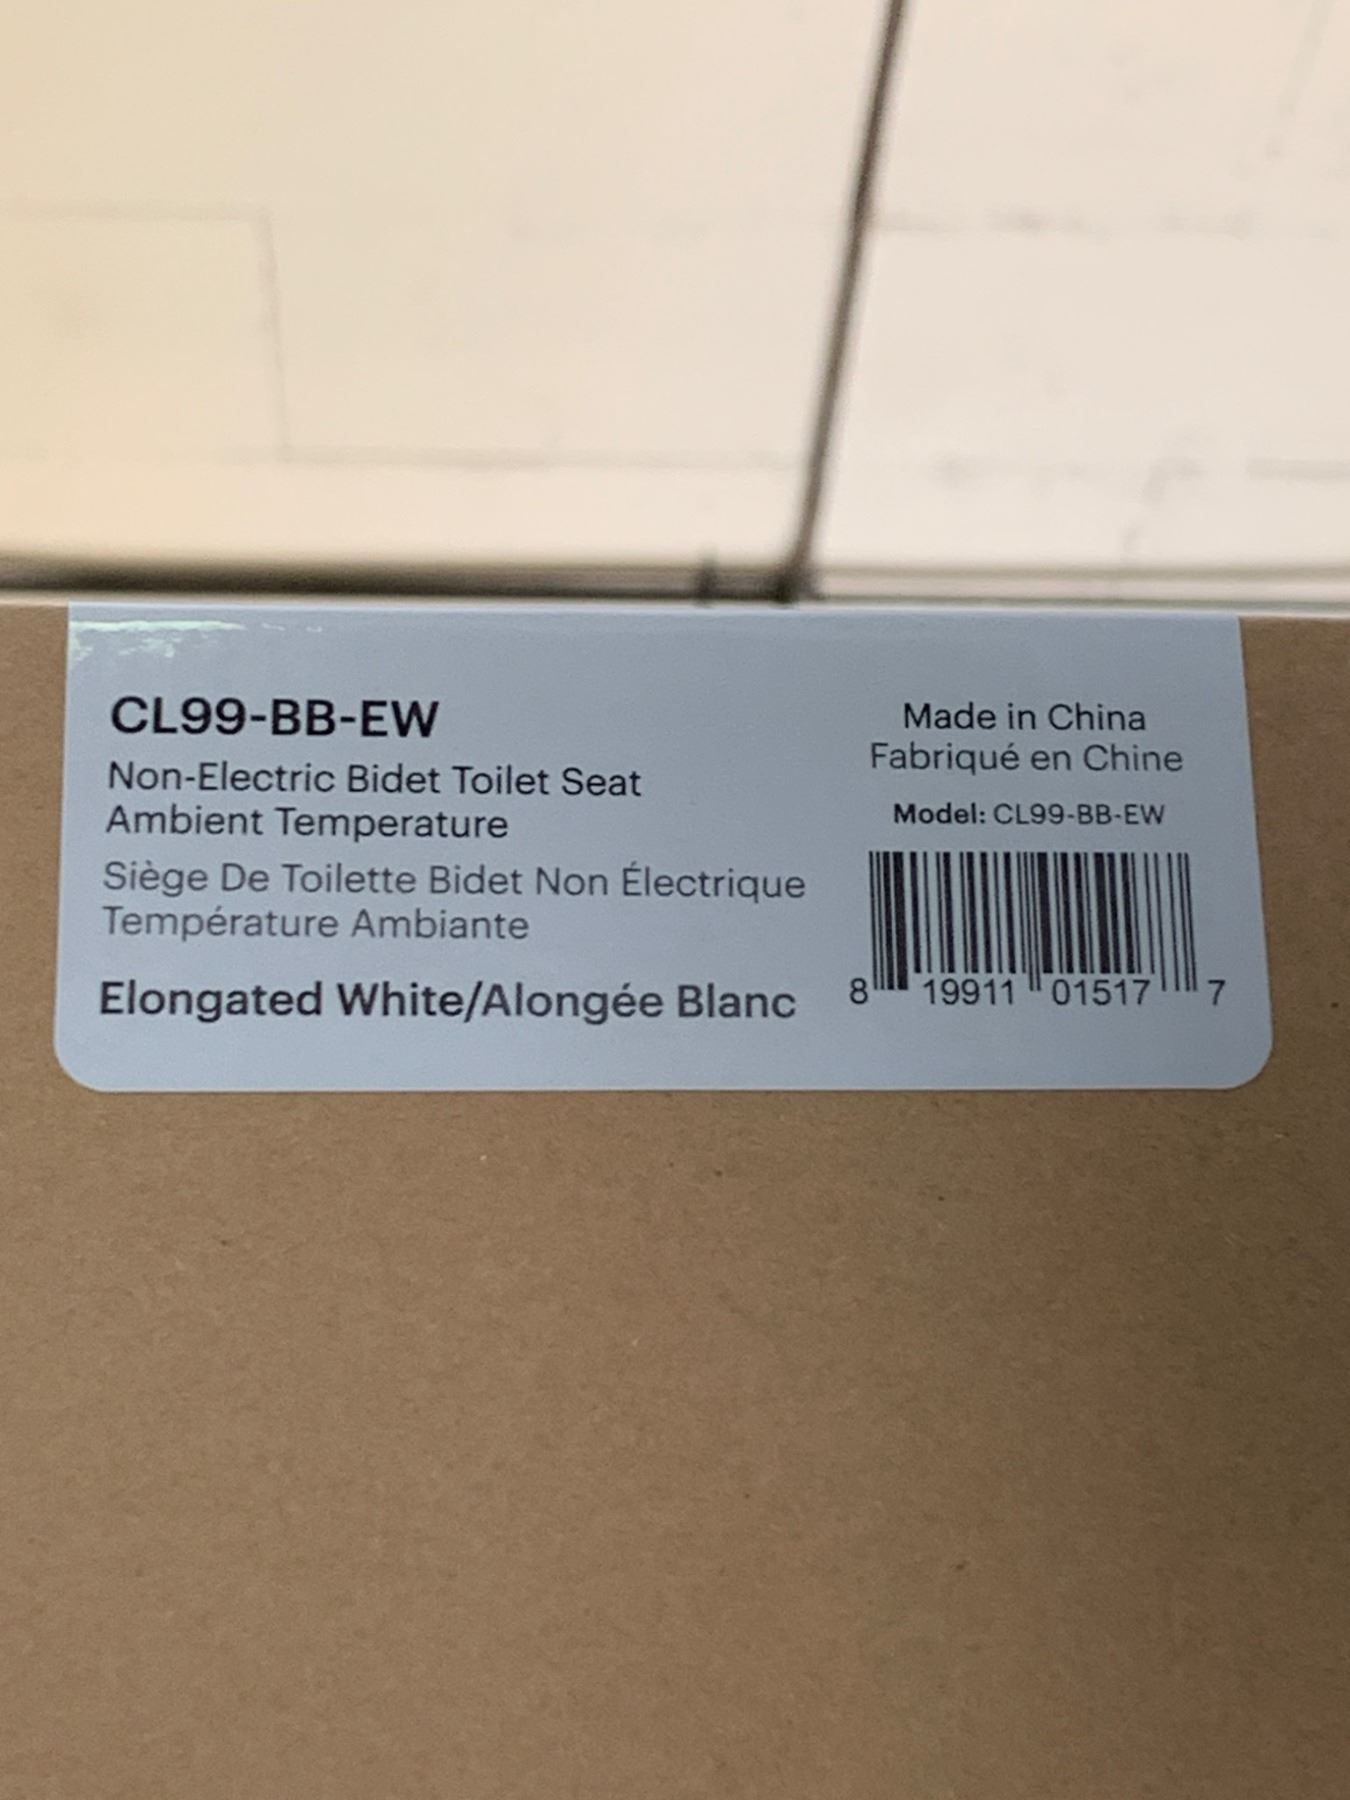 CL99-BB-EW
Non-Electric Bidet Toilet Seat
Ambient Temperature
Siège De Toilette Bidet Non Électrique
Température Ambiante
Elongated White/Alongée Blanc
Made in China
Fabriqué en Chine
Model: CL99-BB-EW
8 19911 01517 7